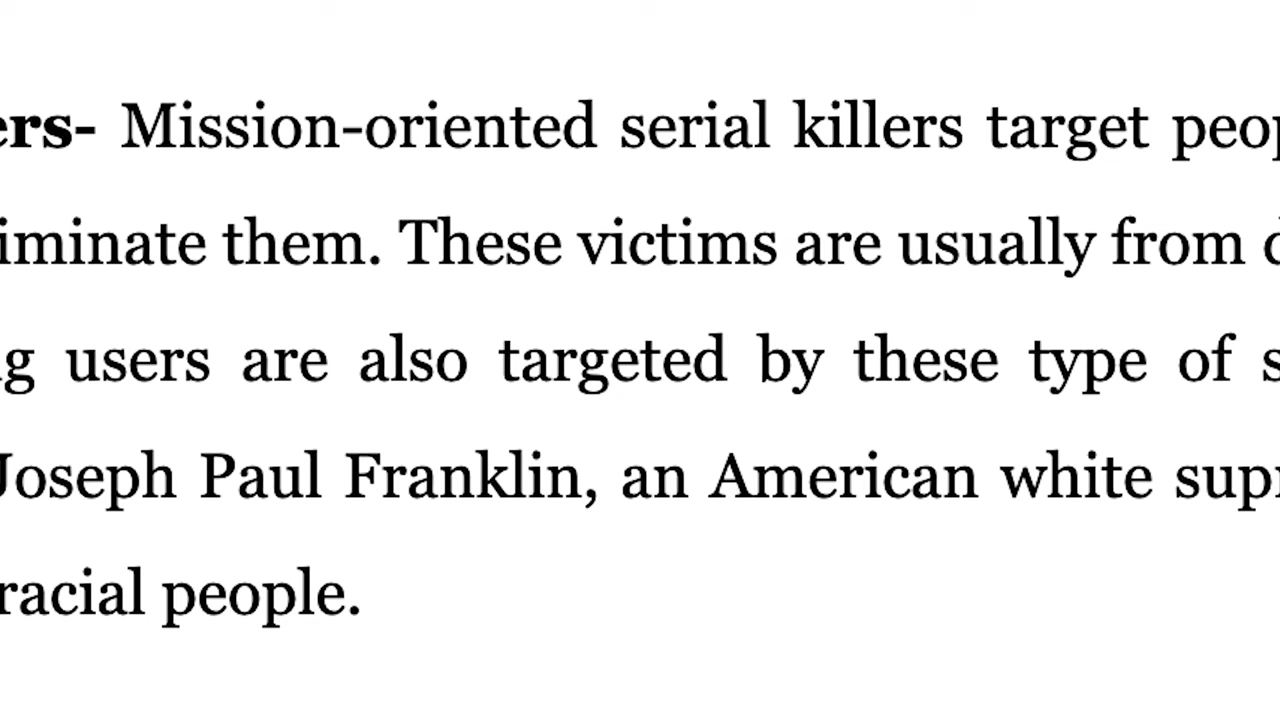 ers- Mission-oriented serial killers target peop
iminate them. These victims are usually from
g users are also targeted by these type of s
Joseph Paul Franklin, an American white sup
racial people.